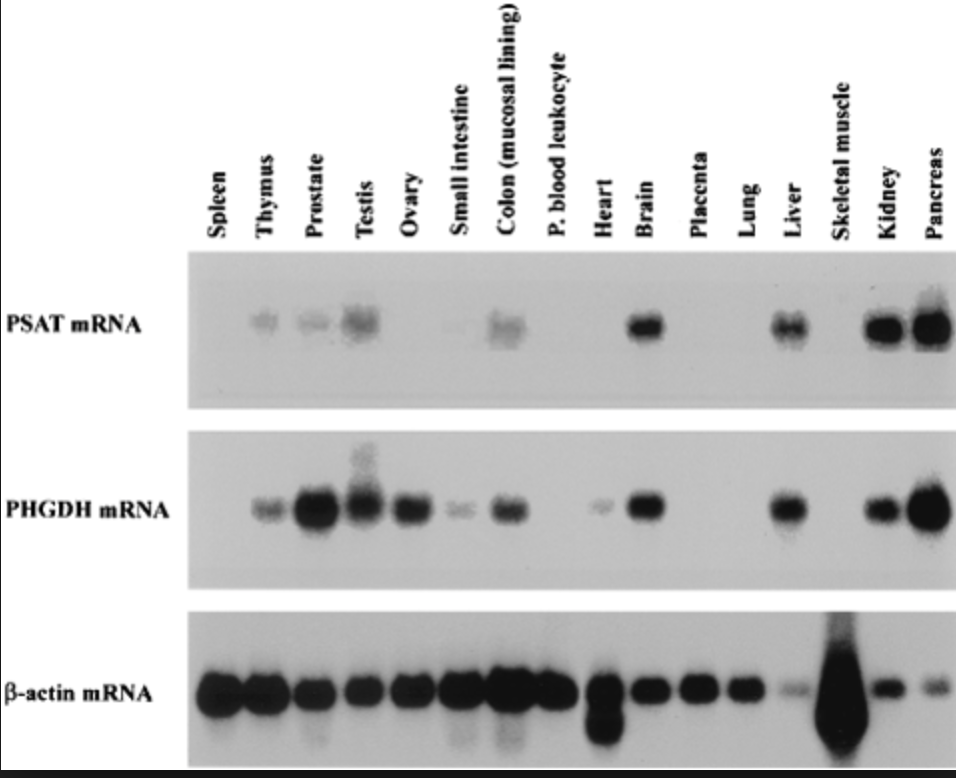 Spleen
Thymus
Prostate
Testis
Ovary
Small intestine
Colon (mucosal lining)
P. blood leukocyte
Heart
Brain
Placenta
Lung
Liver
Skeletal muscle
Kidney
Pancreas
PSAT mRNA
PHGDH mRNA
β-actin mRNA